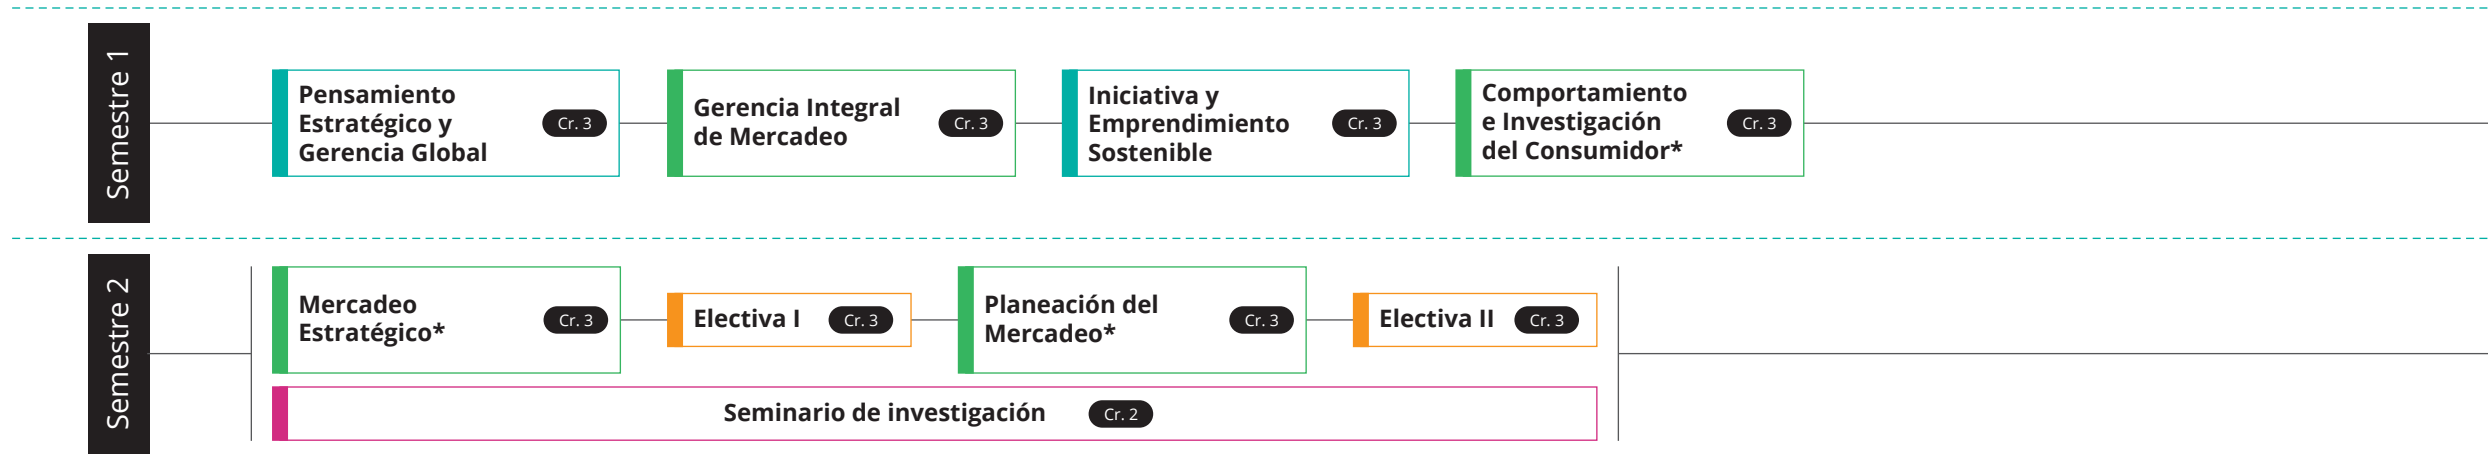 Semestre 1
Pensamiento
Estratégico y
Gerencia Global
Cr. 3
Gerencia Integral
de Mercadeo
Cr. 3
Iniciativa y
Emprendimiento
Sostenible
Cr. 3
Comportamiento
e Investigación
del Consumidor*
Cr. 3
Semestre 2
Mercadeo
Estratégico*
Cr. 3
Electiva I
Cr. 3
Planeación del
Mercadeo*
Cr. 3
Electiva II
Cr. 3
Seminario de investigación
Cr. 2